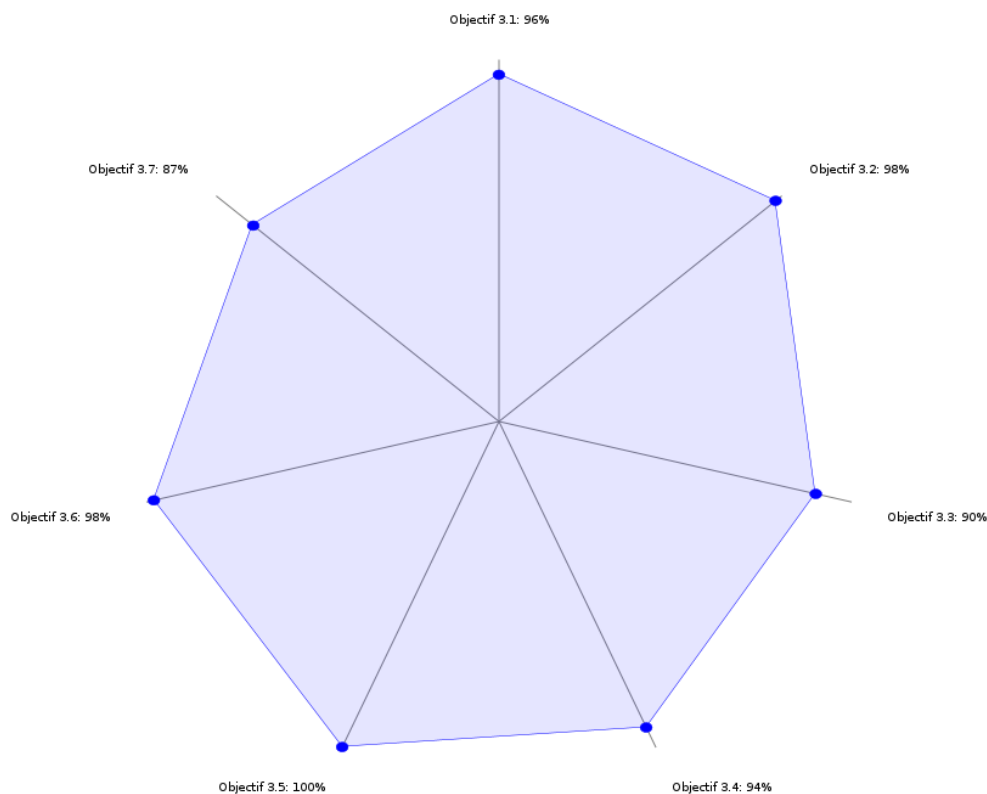 Objectif 3.1: 96%
Objectif 3.7: 87%
Objectif 3.2: 98%
Objectif 3.6: 98%
Objectif 3.3: 90%
Objectif 3.5: 100%
Objectif 3.4: 94%